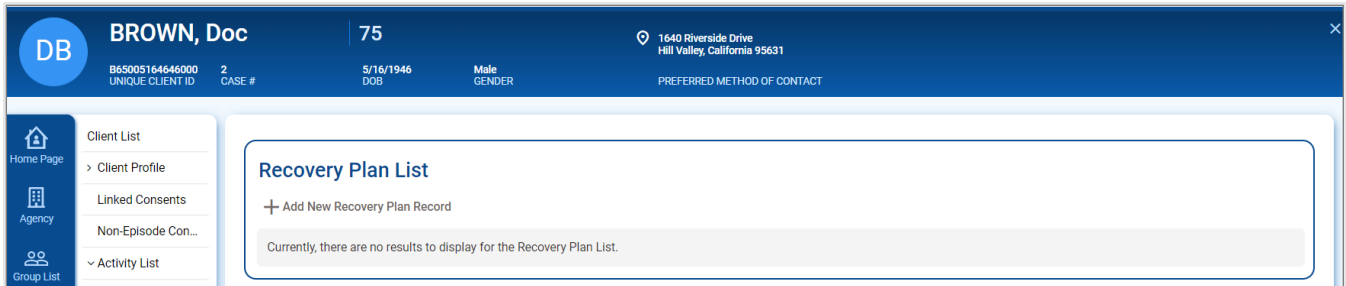 DB
BROWN, Doc
75
1640 Riverside Drive
Hill Valley, California 95631
B65005164646000
UNIQUE CLIENT ID
2
CASE #
5/16/1946
DOB
Male
GENDER
PREFERRED METHOD OF CONTACT
Home Page
Agency
Group List
Client List
Client Profile
Linked Consents
Non-Episode Con...
Activity List
Recovery Plan List
Add New Recovery Plan Record
Currently, there are no results to display for the Recovery Plan List.